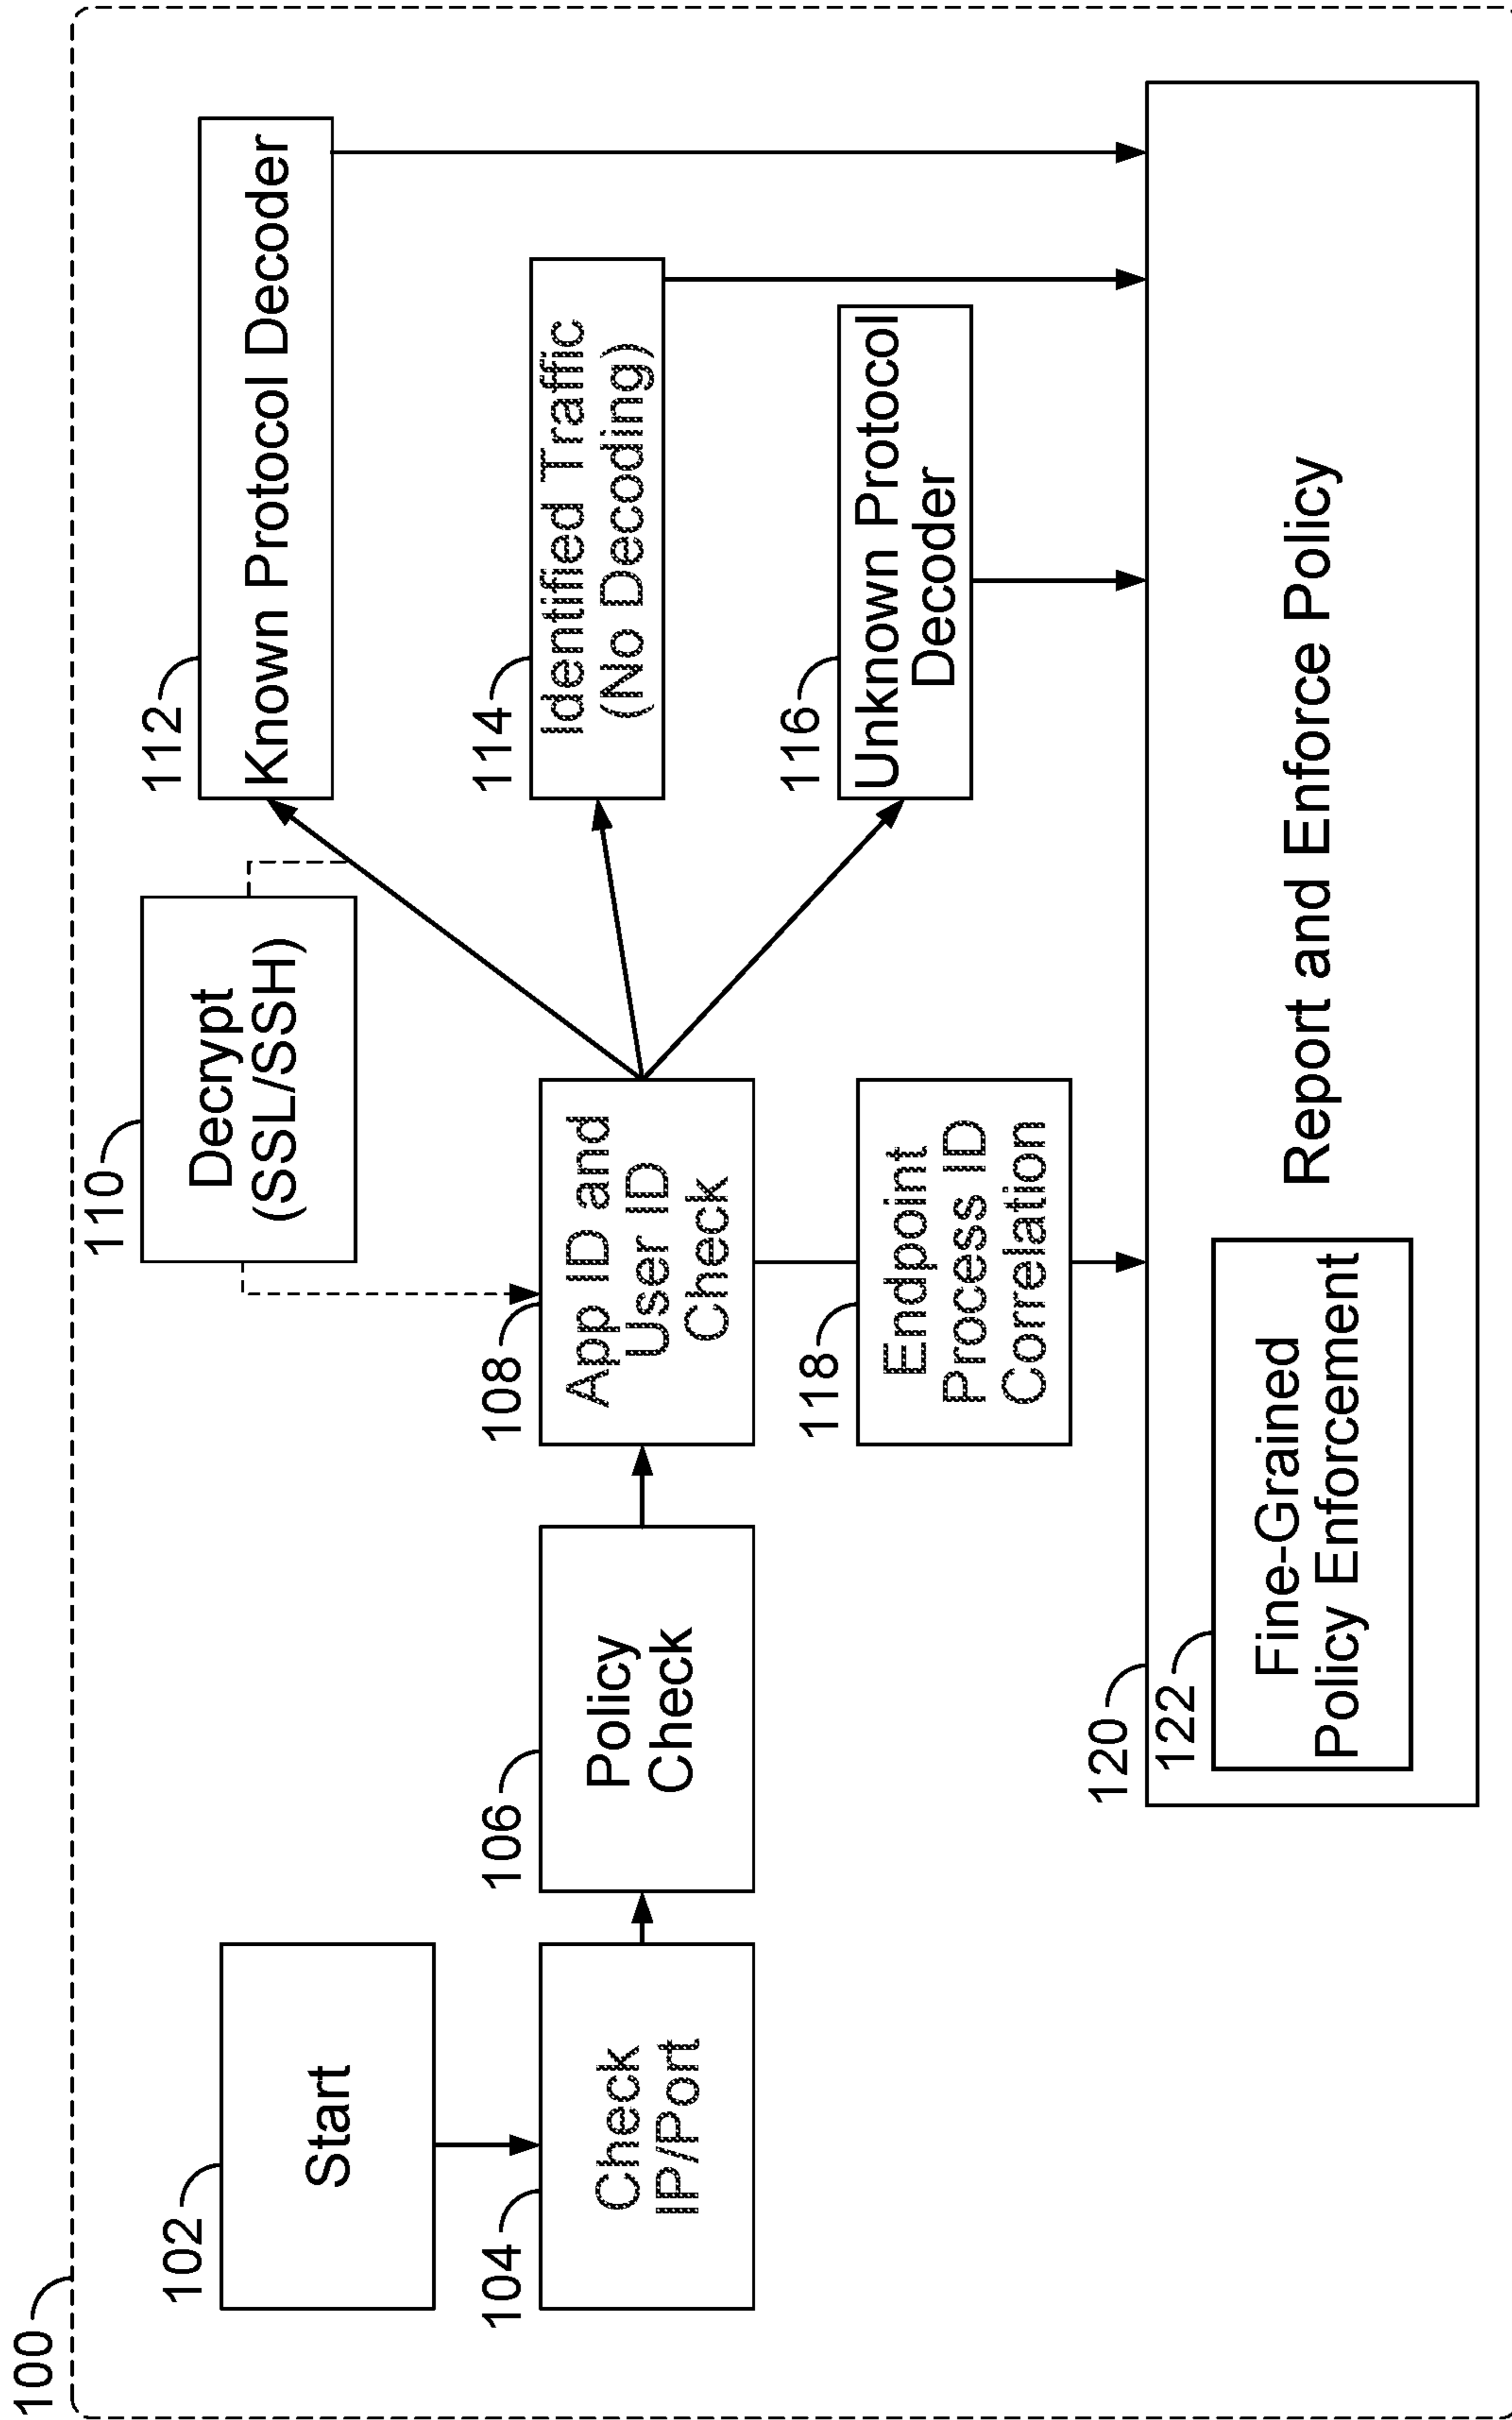 100
102
Start
104
Check
IP/Port
106
Policy
Check
108
App ID and
User ID
Check
110
Decrypt
(SSL/SSH)
112
Known Protocol Decoder
114
Identified Traffic
(No Decoding)
116
Unknown Protocol
Decoder
118
Endpoint
Process ID
Correlation
120
Report and Enforce Policy
122
Fine-Grained
Policy Enforcement